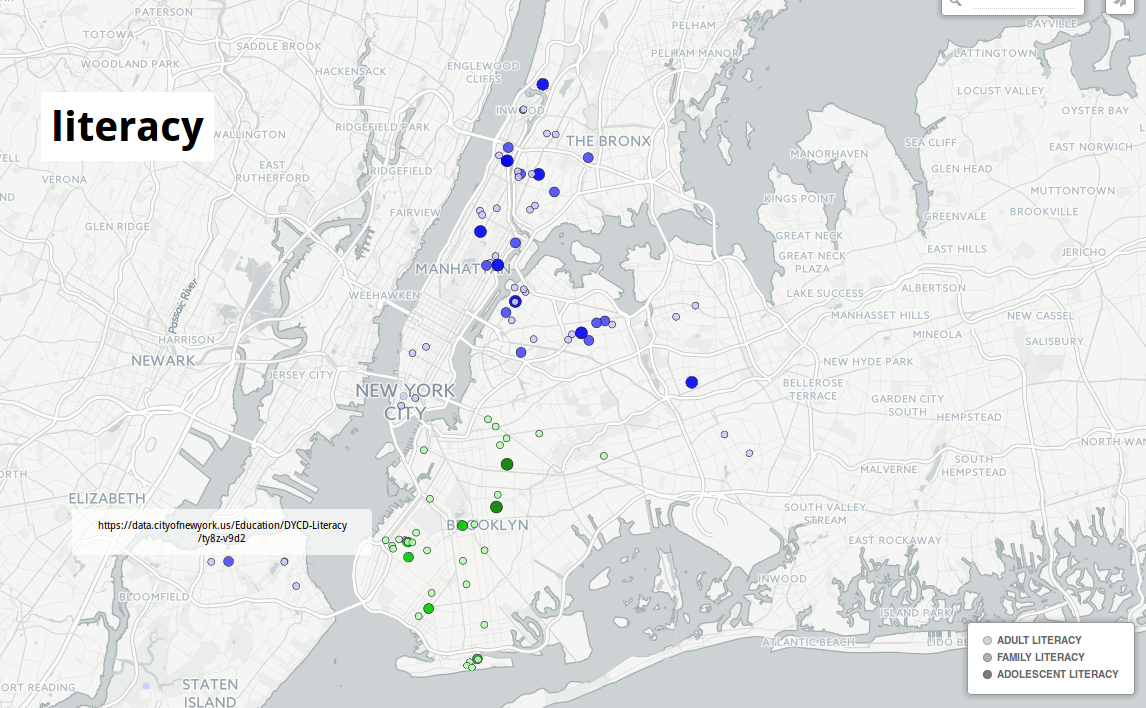 PATERSON
PELHAM
BAYVILLE
TOTOWA
SADDLE BROOK
PELHAM MANOR
LATTINGTOWN
WOODLAND PARK
HACKENSACK
ENGLEWOOD
CLIFFS
LOCUST VALLEY
INWOOD
OYSTER BAY
literacy
WALLINGTON
RIDGEFIELD PARK
THE BRONX
SEA CLIFF
EAST NORWICH
MANORHAVEN
EAST
RUTHERFORD
RIDGEFIELD
GLEN HEAD
VERONA
MUTTONTOWN
KINGS POINT
FAIRVIEW
GREENVALE
BROOKVILLE
GLEN RIDGE
GREAT NECK
EAST HILLS
JERICO
GREAT NECK
PLAZA
MANHATTAN
WEEHAWKEN
LAKE SUCCESS
ALBERTSON
Passaic River
MANHASSET HILLS
NEW CASSEL
HARRISON
MINEOLA
SALISBURY
NEWARK
NEW HYDE PARK
JERSEY CITY
NEW YORK
CITY
BELLEROSE
TERRACE
GARDEN CITY
SOUTH
HEMPSTEAD
NORTH WAN
SOUTH
HEMPSTEAD
MALVERNE
ORTH
ELIZABETH
SOUTH VALLEY
STREAM
https://data.cityofnewyork.us/Education/DYCD-Literacy
/ty8z-v9d2
BROOKLYN
EAST ROCKAWAY
INWOOD
BLOOMFIELD
ISLAND PARK
ATLANTIC BEACH
LIDO BE
ADULT LITERACY
FAMILY LITERACY
ADOLESCENT LITERACY
ORT READING
STATEN
ISLAND